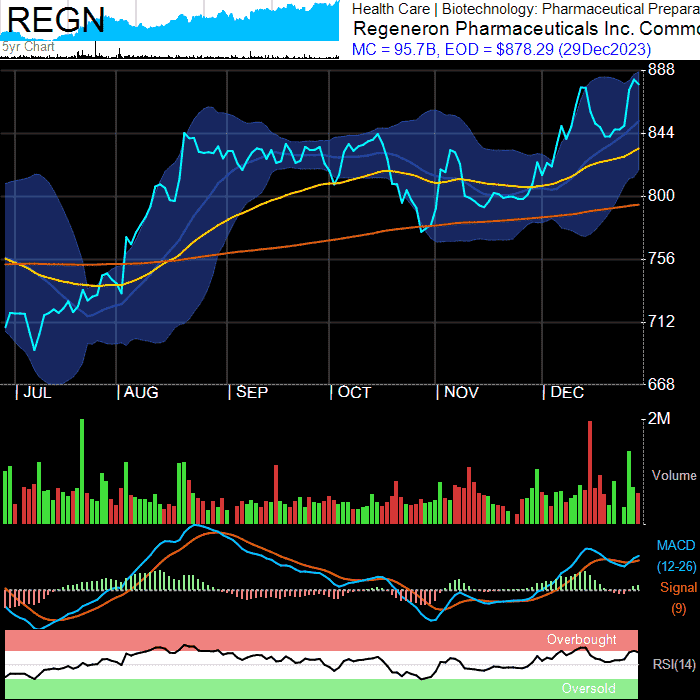 REGN
5yr Chart
Health Care | Biotechnology: Pharmaceutical Prepara
Regeneron Pharmaceuticals Inc. Commo
MC = 95.7B, EOD = $878.29 (29Dec2023)
888
844
800
756
712
668
JUL AUG SEP OCT NOV DEC
2M
Volume
MACD
(12-26)
Signal
(9)
Overbought
RSI(14)
Oversold